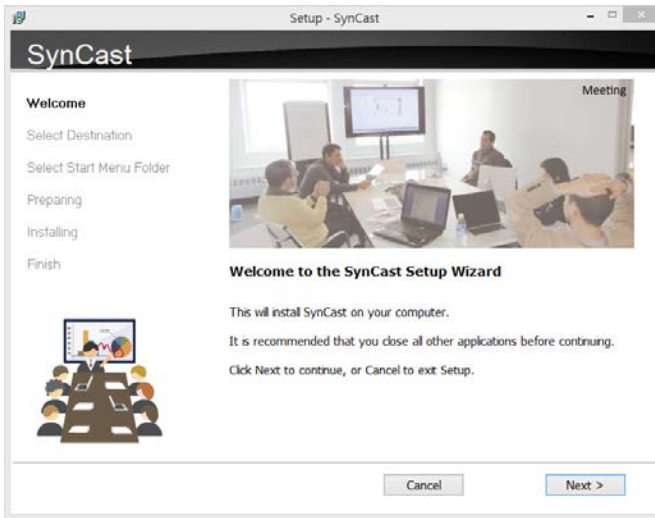 Setup - SynCast
SynCast
Welcome
Select Destination
Select Start Menu Folder
Preparing
Installing
Finish
Meeting
Welcome to the SynCast Setup Wizard
This will install SynCast on your computer.
It is recommended that you close all other applications before continuing.
Click Next to continue, or Cancel to exit Setup.
Cancel
Next >